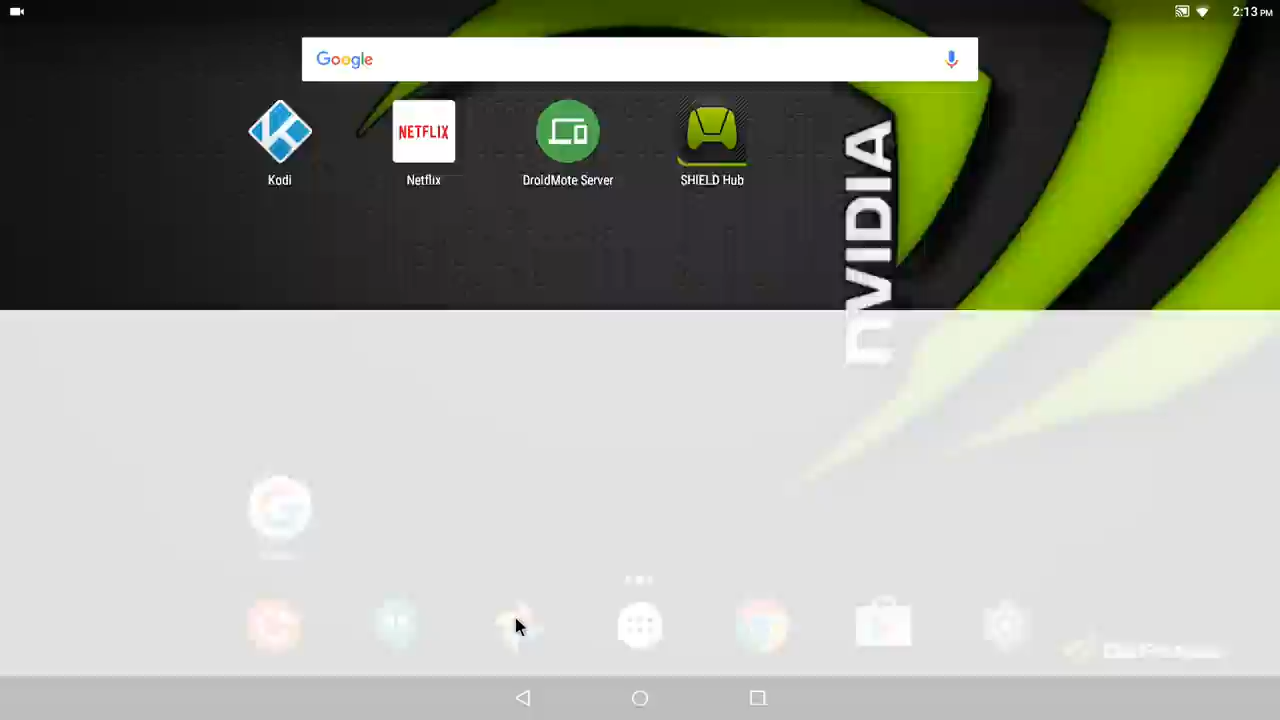 2:13 PM
Google
NETFLIX
Kodi
Netflix
DroidMote Server
SHIELD Hub
nVIDIA